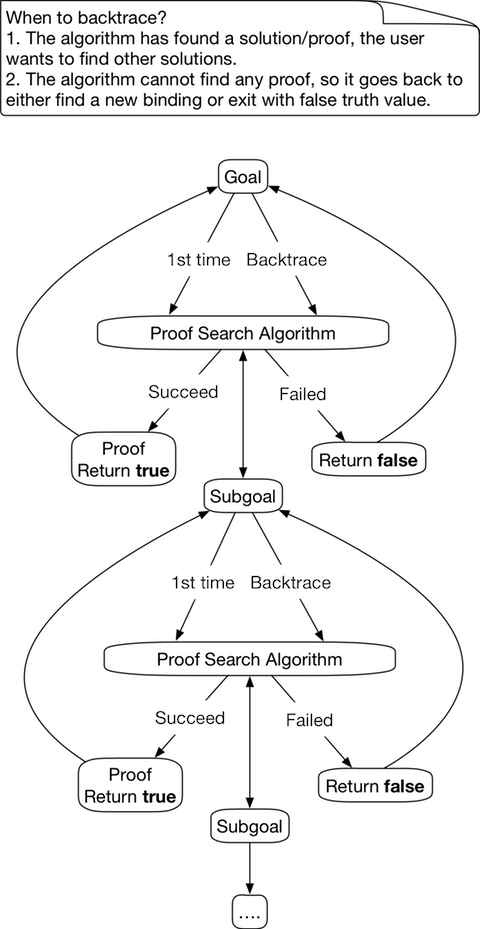 When to backtrace?
1. The algorithm has found a solution/proof, the user
wants to find other solutions.
2. The algorithm cannot find any proof, so it goes back to
either find a new binding or exit with false truth value.
Goal
1st time Backtrace
Proof Search Algorithm
Succeed Failed
Proof
Return true
Return false
Subgoal
1st time Backtrace
Proof Search Algorithm
Succeed Failed
Proof
Return true
Return false
Subgoal
....